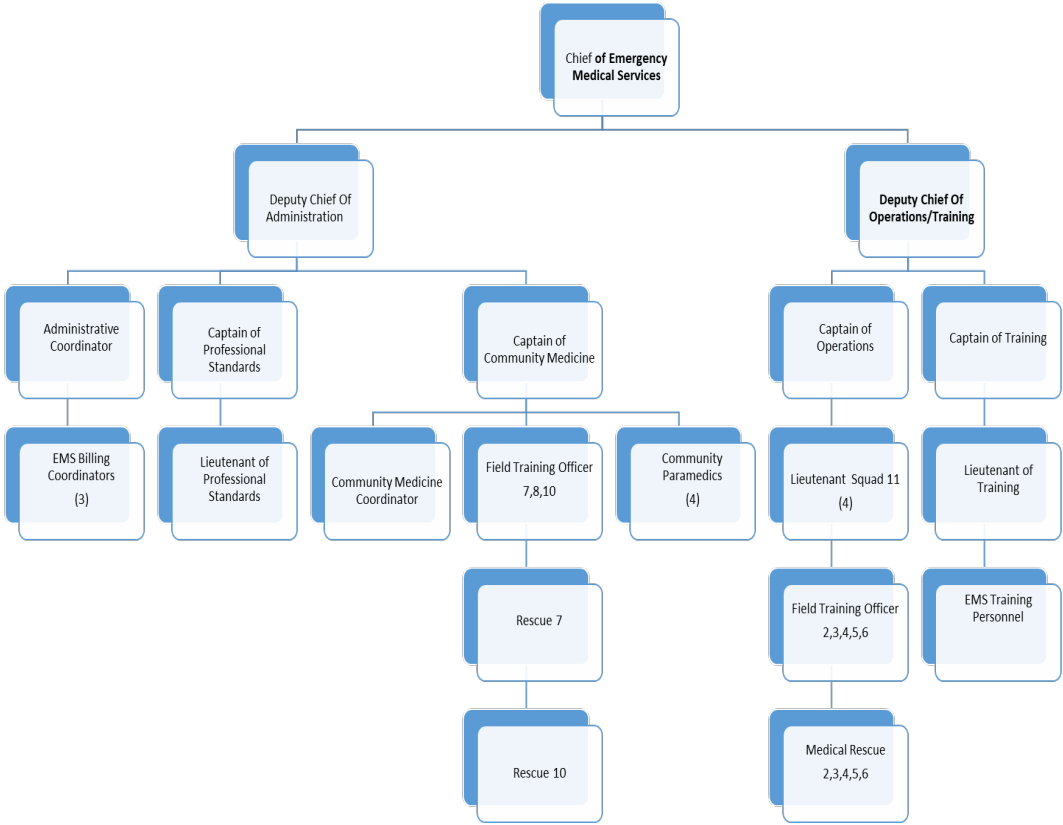 Chief of Emergency
Medical Services
Deputy Chief Of
Administration
Deputy Chief Of
Operations/Training
Administrative
Coordinator
Captain of
Professional
Standards
Captain of
Community Medicine
Captain of
Operations
Captain of Training
EMS Billing
Coordinators
(3)
Lieutenant of
Professional
Standards
Community Medicine
Coordinator
Field Training Officer
7,8,10
Community
Paramedics
(4)
Lieutenant Squad 11
(4)
Lieutenant of
Training
Rescue 7
Field Training Officer
2,3,4,5,6
EMS Training
Personnel
Rescue 10
Medical Rescue
2,3,4,5,6